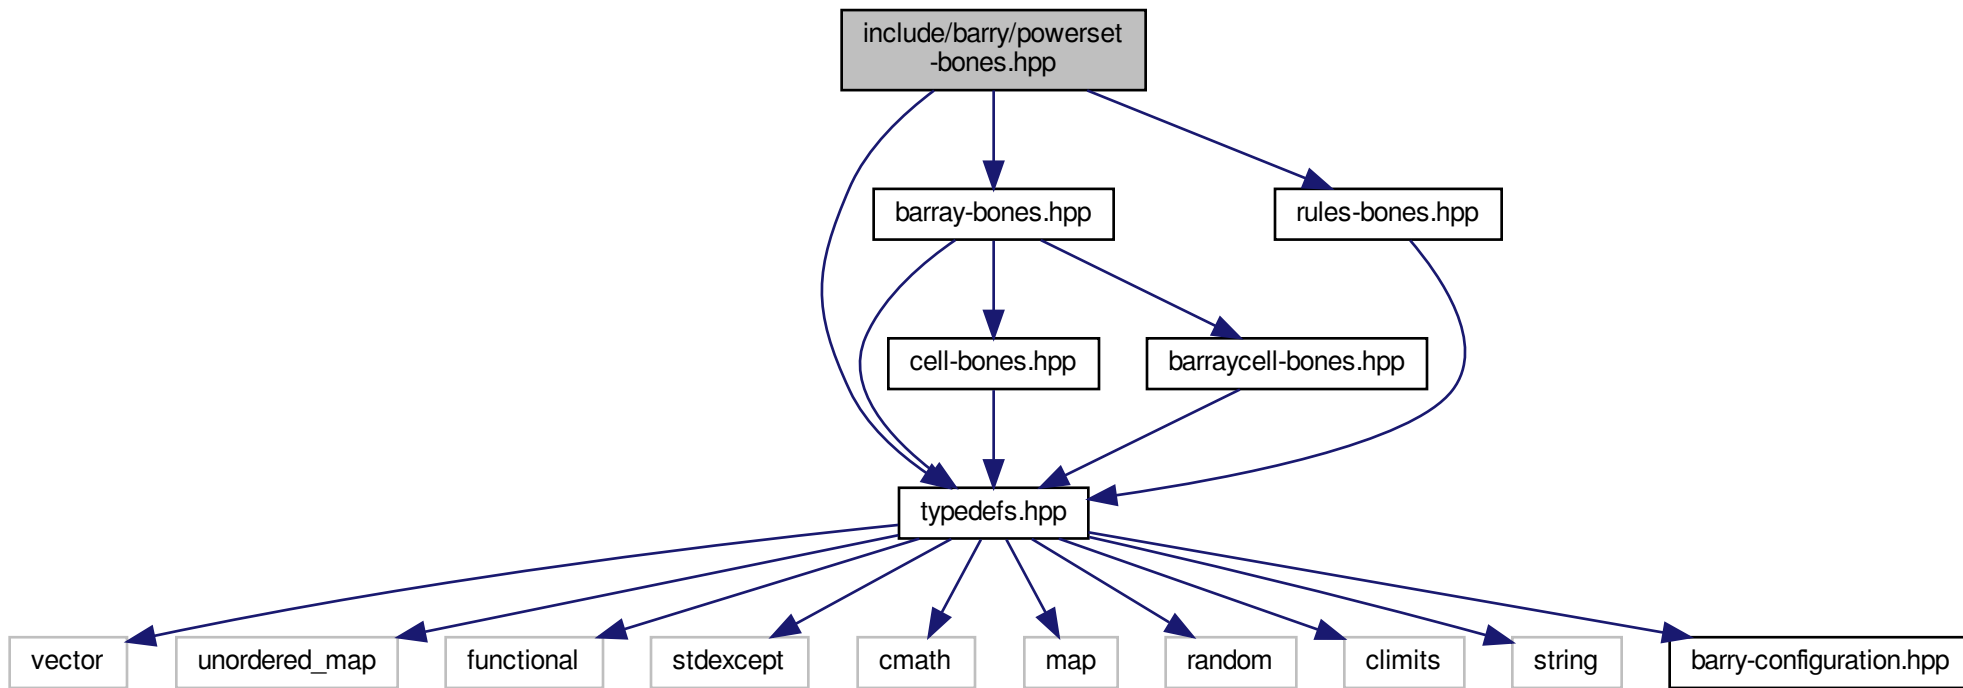 include/barry/powerset
-bones.hpp
barray-bones.hpp
rules-bones.hpp
cell-bones.hpp
barraycell-bones.hpp
typedefs.hpp
vector
unordered_map
functional
stdexcept
cmath
map
random
climits
string
barry-configuration.hpp